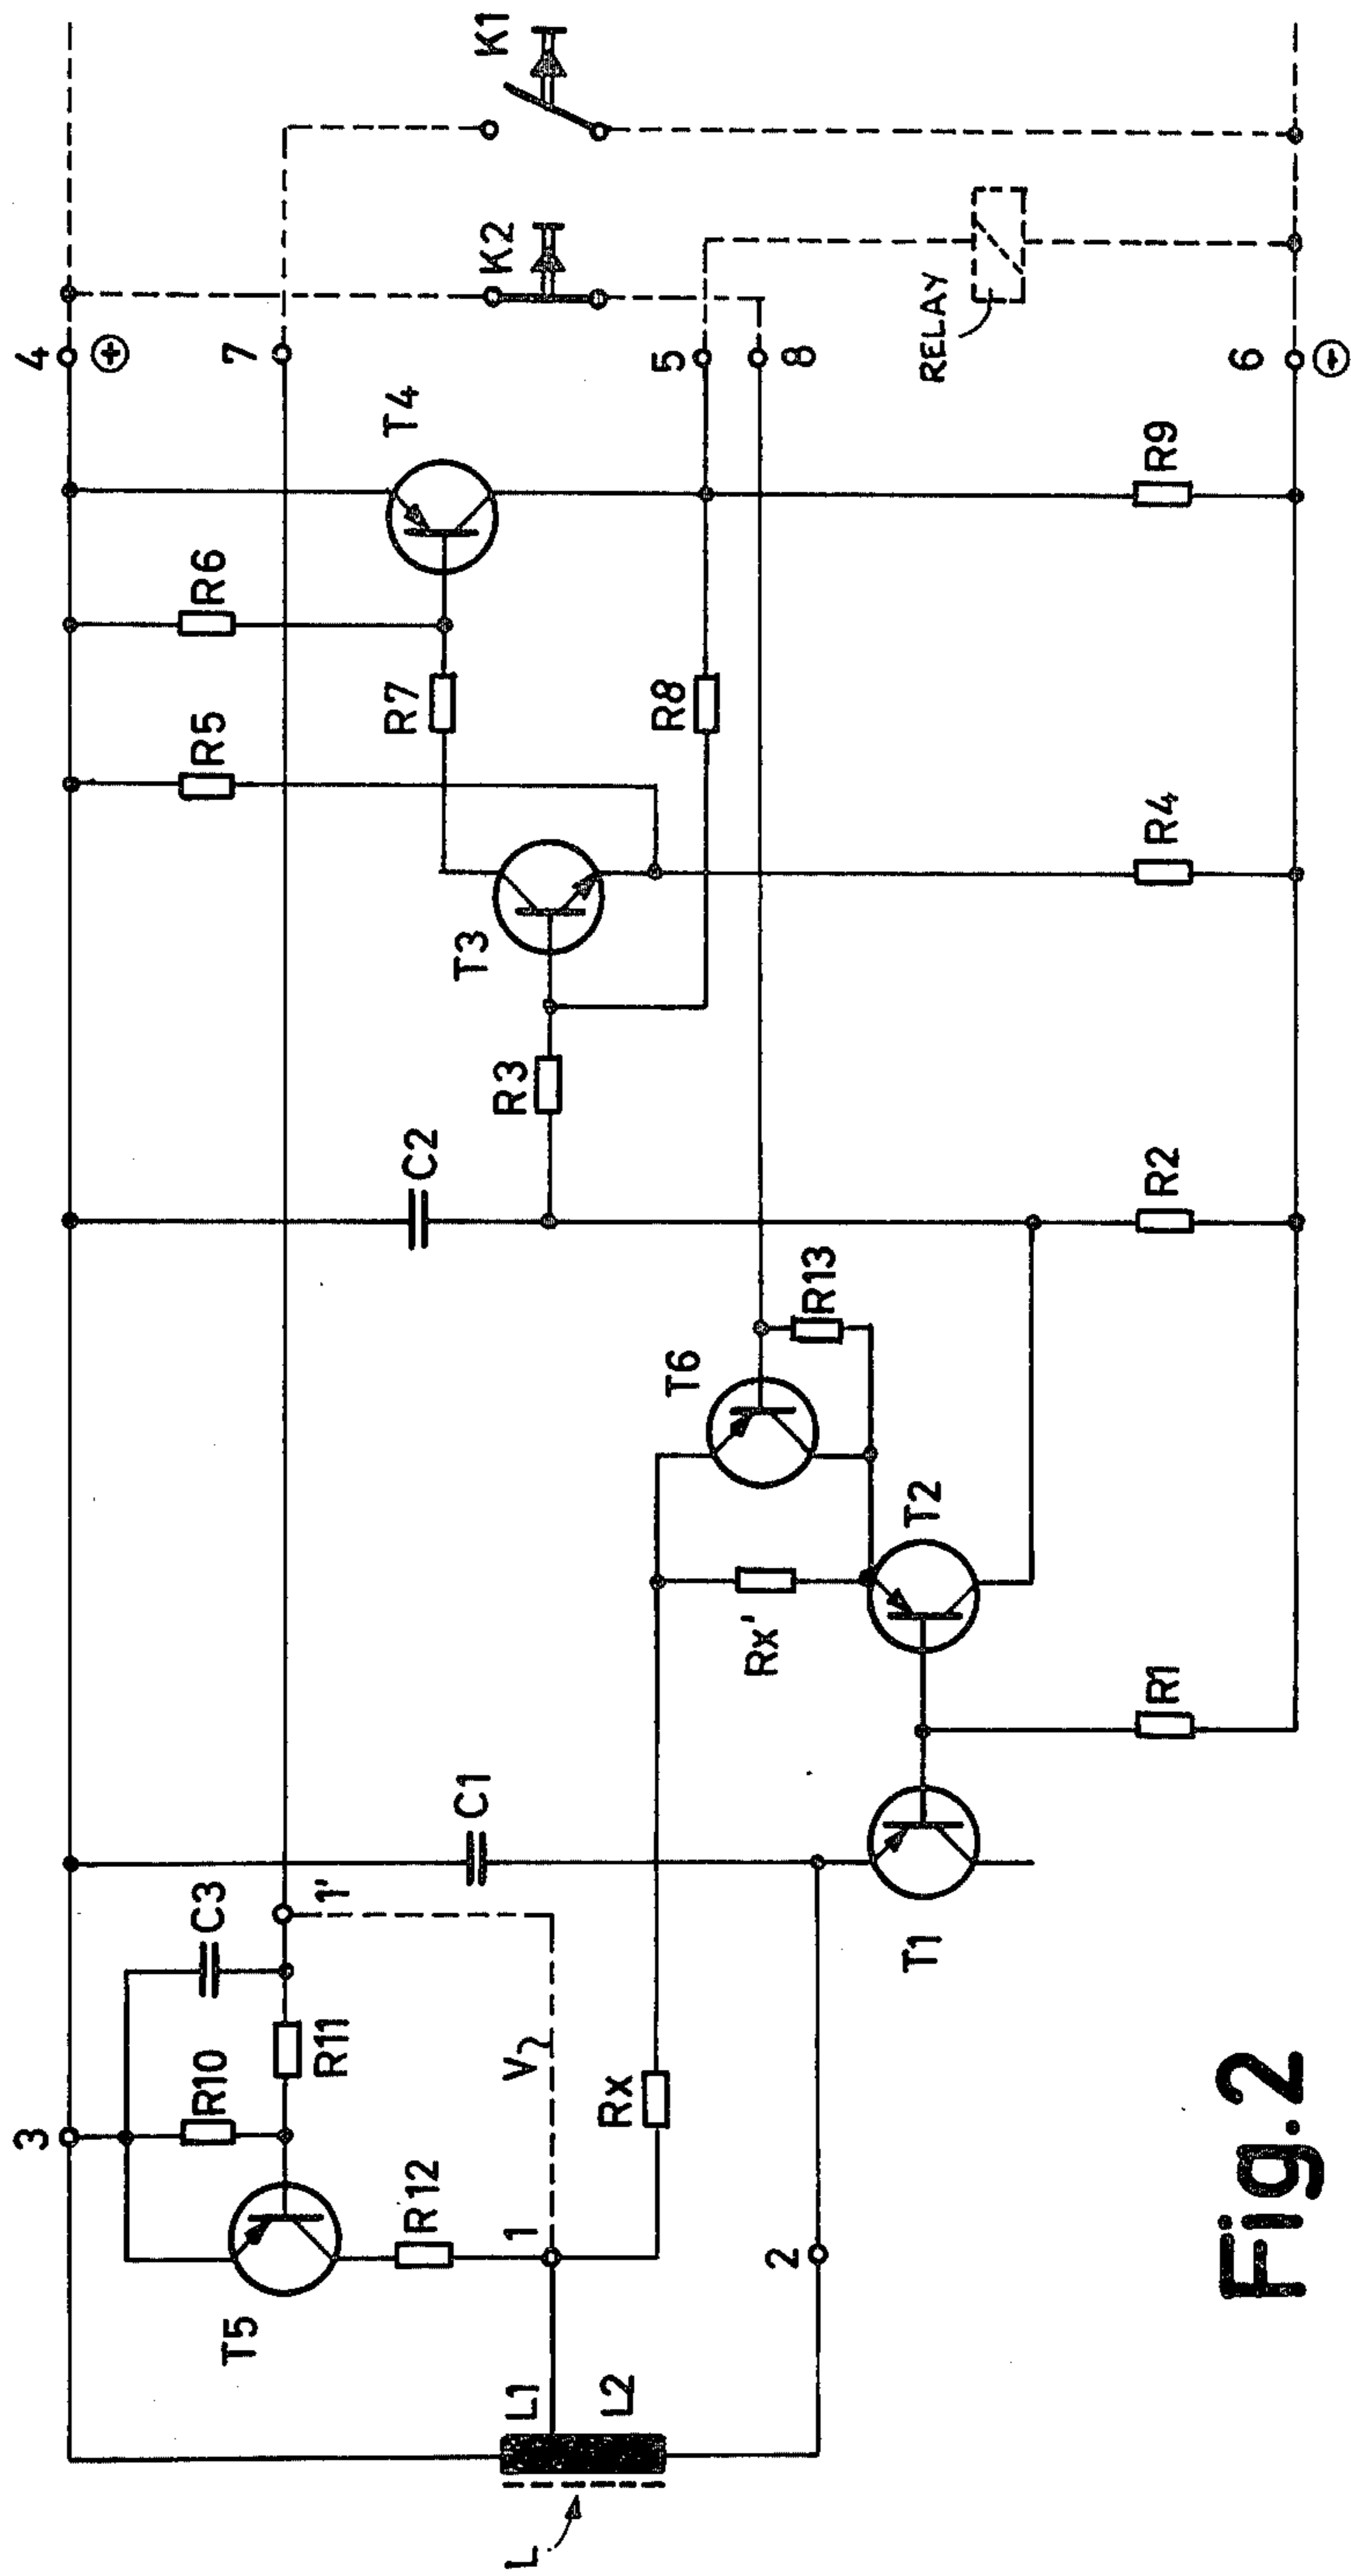 4
+
7
K2
K1
5
8
RELAY
6
-
T4
R6
R7
R5
R8
R9
T3
R3
R4
C2
R2
R13
T6
T2
Rx'
R1
C1
T1
1'
C3
R11
R10
3
V
Rx
R12
1
2
T5
L1
L2
L
Fig.2